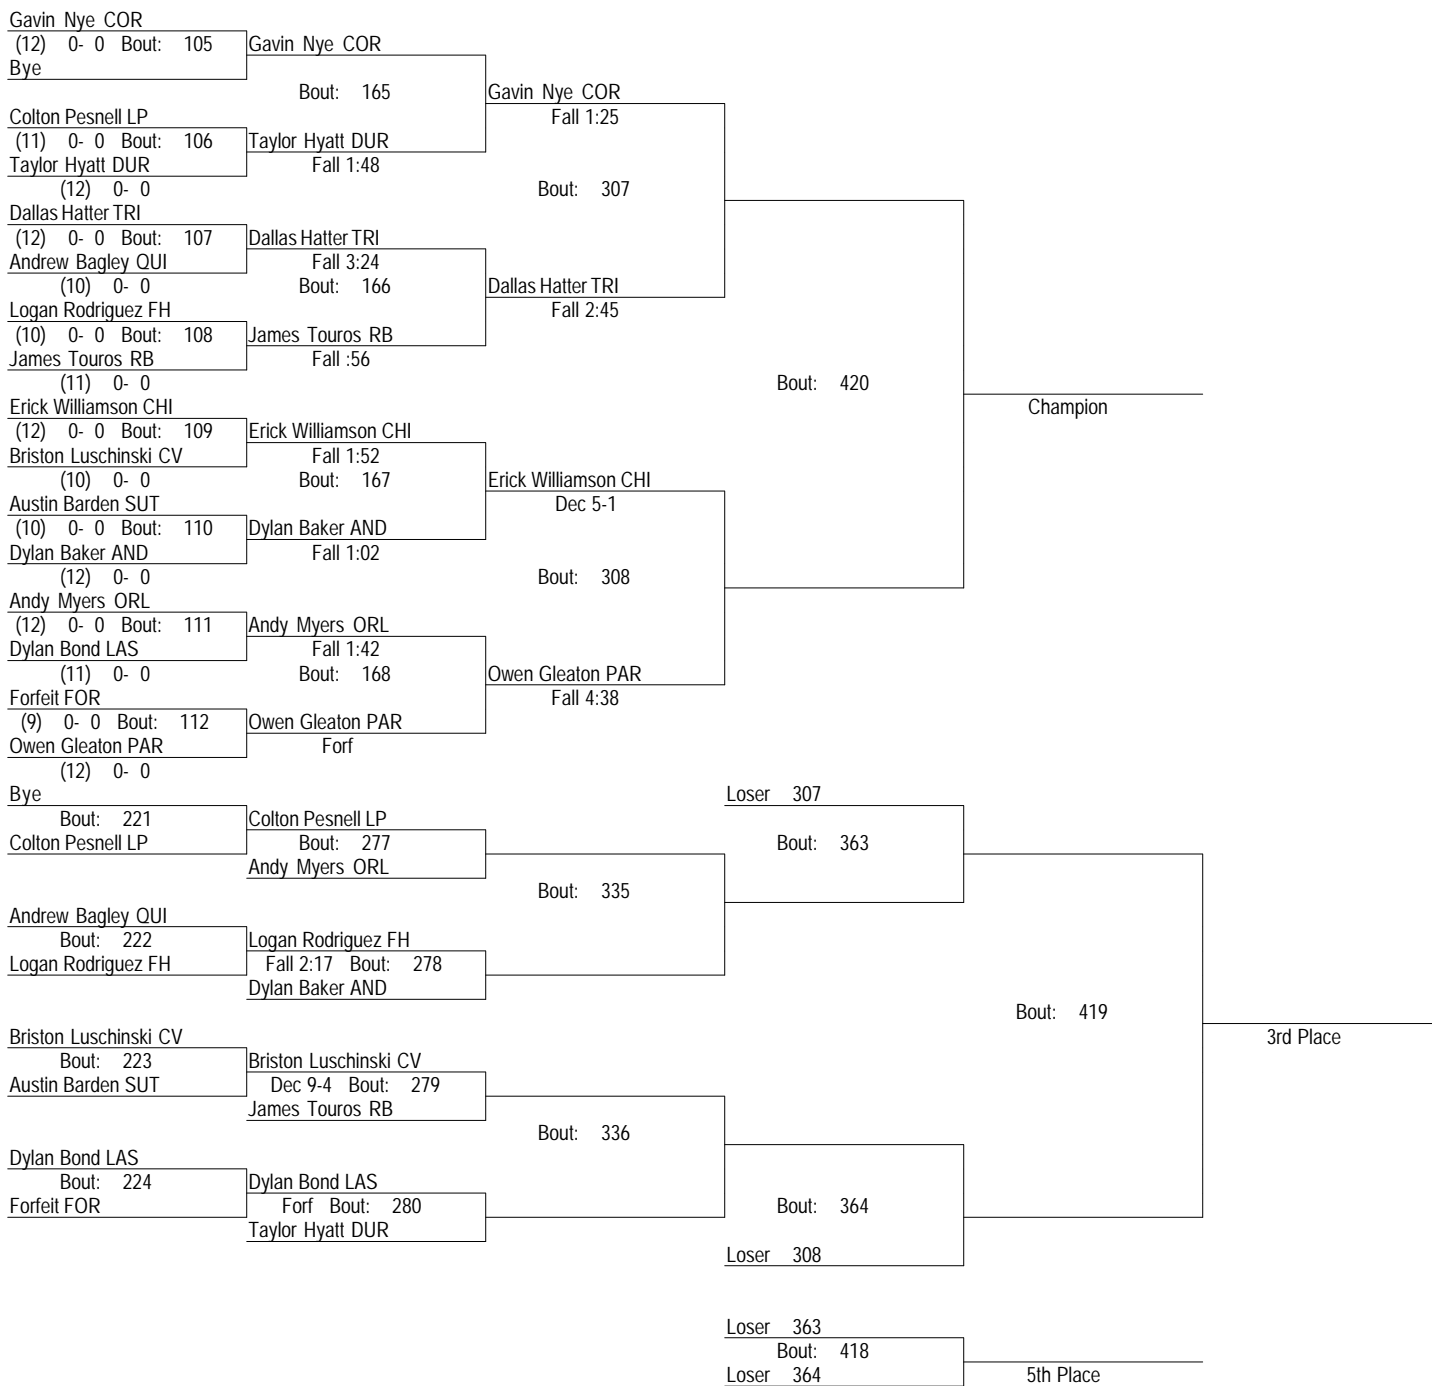 Gavin Nye COR
(12) 0- 0 Bout: 105 Gavin Nye COR
Bye
Bout: 165 Gavin Nye COR
Colton Pesnell LP Fall 1:25
(11) 0- 0 Bout: 106 Taylor Hyatt DUR
Taylor Hyatt DUR Fall 1:48
(12) 0- 0 Bout: 307
Dallas Hatter TRI
(12) 0- 0 Bout: 107 Dallas Hatter TRI
Andrew Bagley QUI Fall 3:24
(10) 0- 0 Bout: 166 Dallas Hatter TRI
Logan Rodriguez FH Fall 2:45
(10) 0- 0 Bout: 108 James Touros RB
James Touros RB Fall :56
(11) 0- 0 Bout: 420
Erick Williamson CHI Champion
(12) 0- 0 Bout: 109 Erick Williamson CHI
Briston Luschinski CV Fall 1:52
(10) 0- 0 Bout: 167 Erick Williamson CHI
Austin Barden SUT Dec 5-1
(10) 0- 0 Bout: 110 Dylan Baker AND
Dylan Baker AND Fall 1:02
(12) 0- 0 Bout: 308
Andy Myers ORL
(12) 0- 0 Bout: 111 Andy Myers ORL
Dylan Bond LAS Fall 1:42
(11) 0- 0 Bout: 168 Owen Gleaton PAR
Forfeit FOR Fall 4:38
(9) 0- 0 Bout: 112 Owen Gleaton PAR
Owen Gleaton PAR Forf
(12) 0- 0
Bye Loser 307
Bout: 221 Colton Pesnell LP
Colton Pesnell LP Bout: 277 Bout: 363
Andy Myers ORL
Bout: 335
Andrew Bagley QUI
Bout: 222 Logan Rodriguez FH
Logan Rodriguez FH Fall 2:17 Bout: 278
Dylan Baker AND
Bout: 419
Briston Luschinski CV 3rd Place
Bout: 223 Briston Luschinski CV
Austin Barden SUT Dec 9-4 Bout: 279
James Touros RB
Bout: 336
Dylan Bond LAS
Bout: 224 Dylan Bond LAS
Forfeit FOR Forf Bout: 280 Bout: 364
Taylor Hyatt DUR
Loser 308
Loser 363
Bout: 418
Loser 364 5th Place